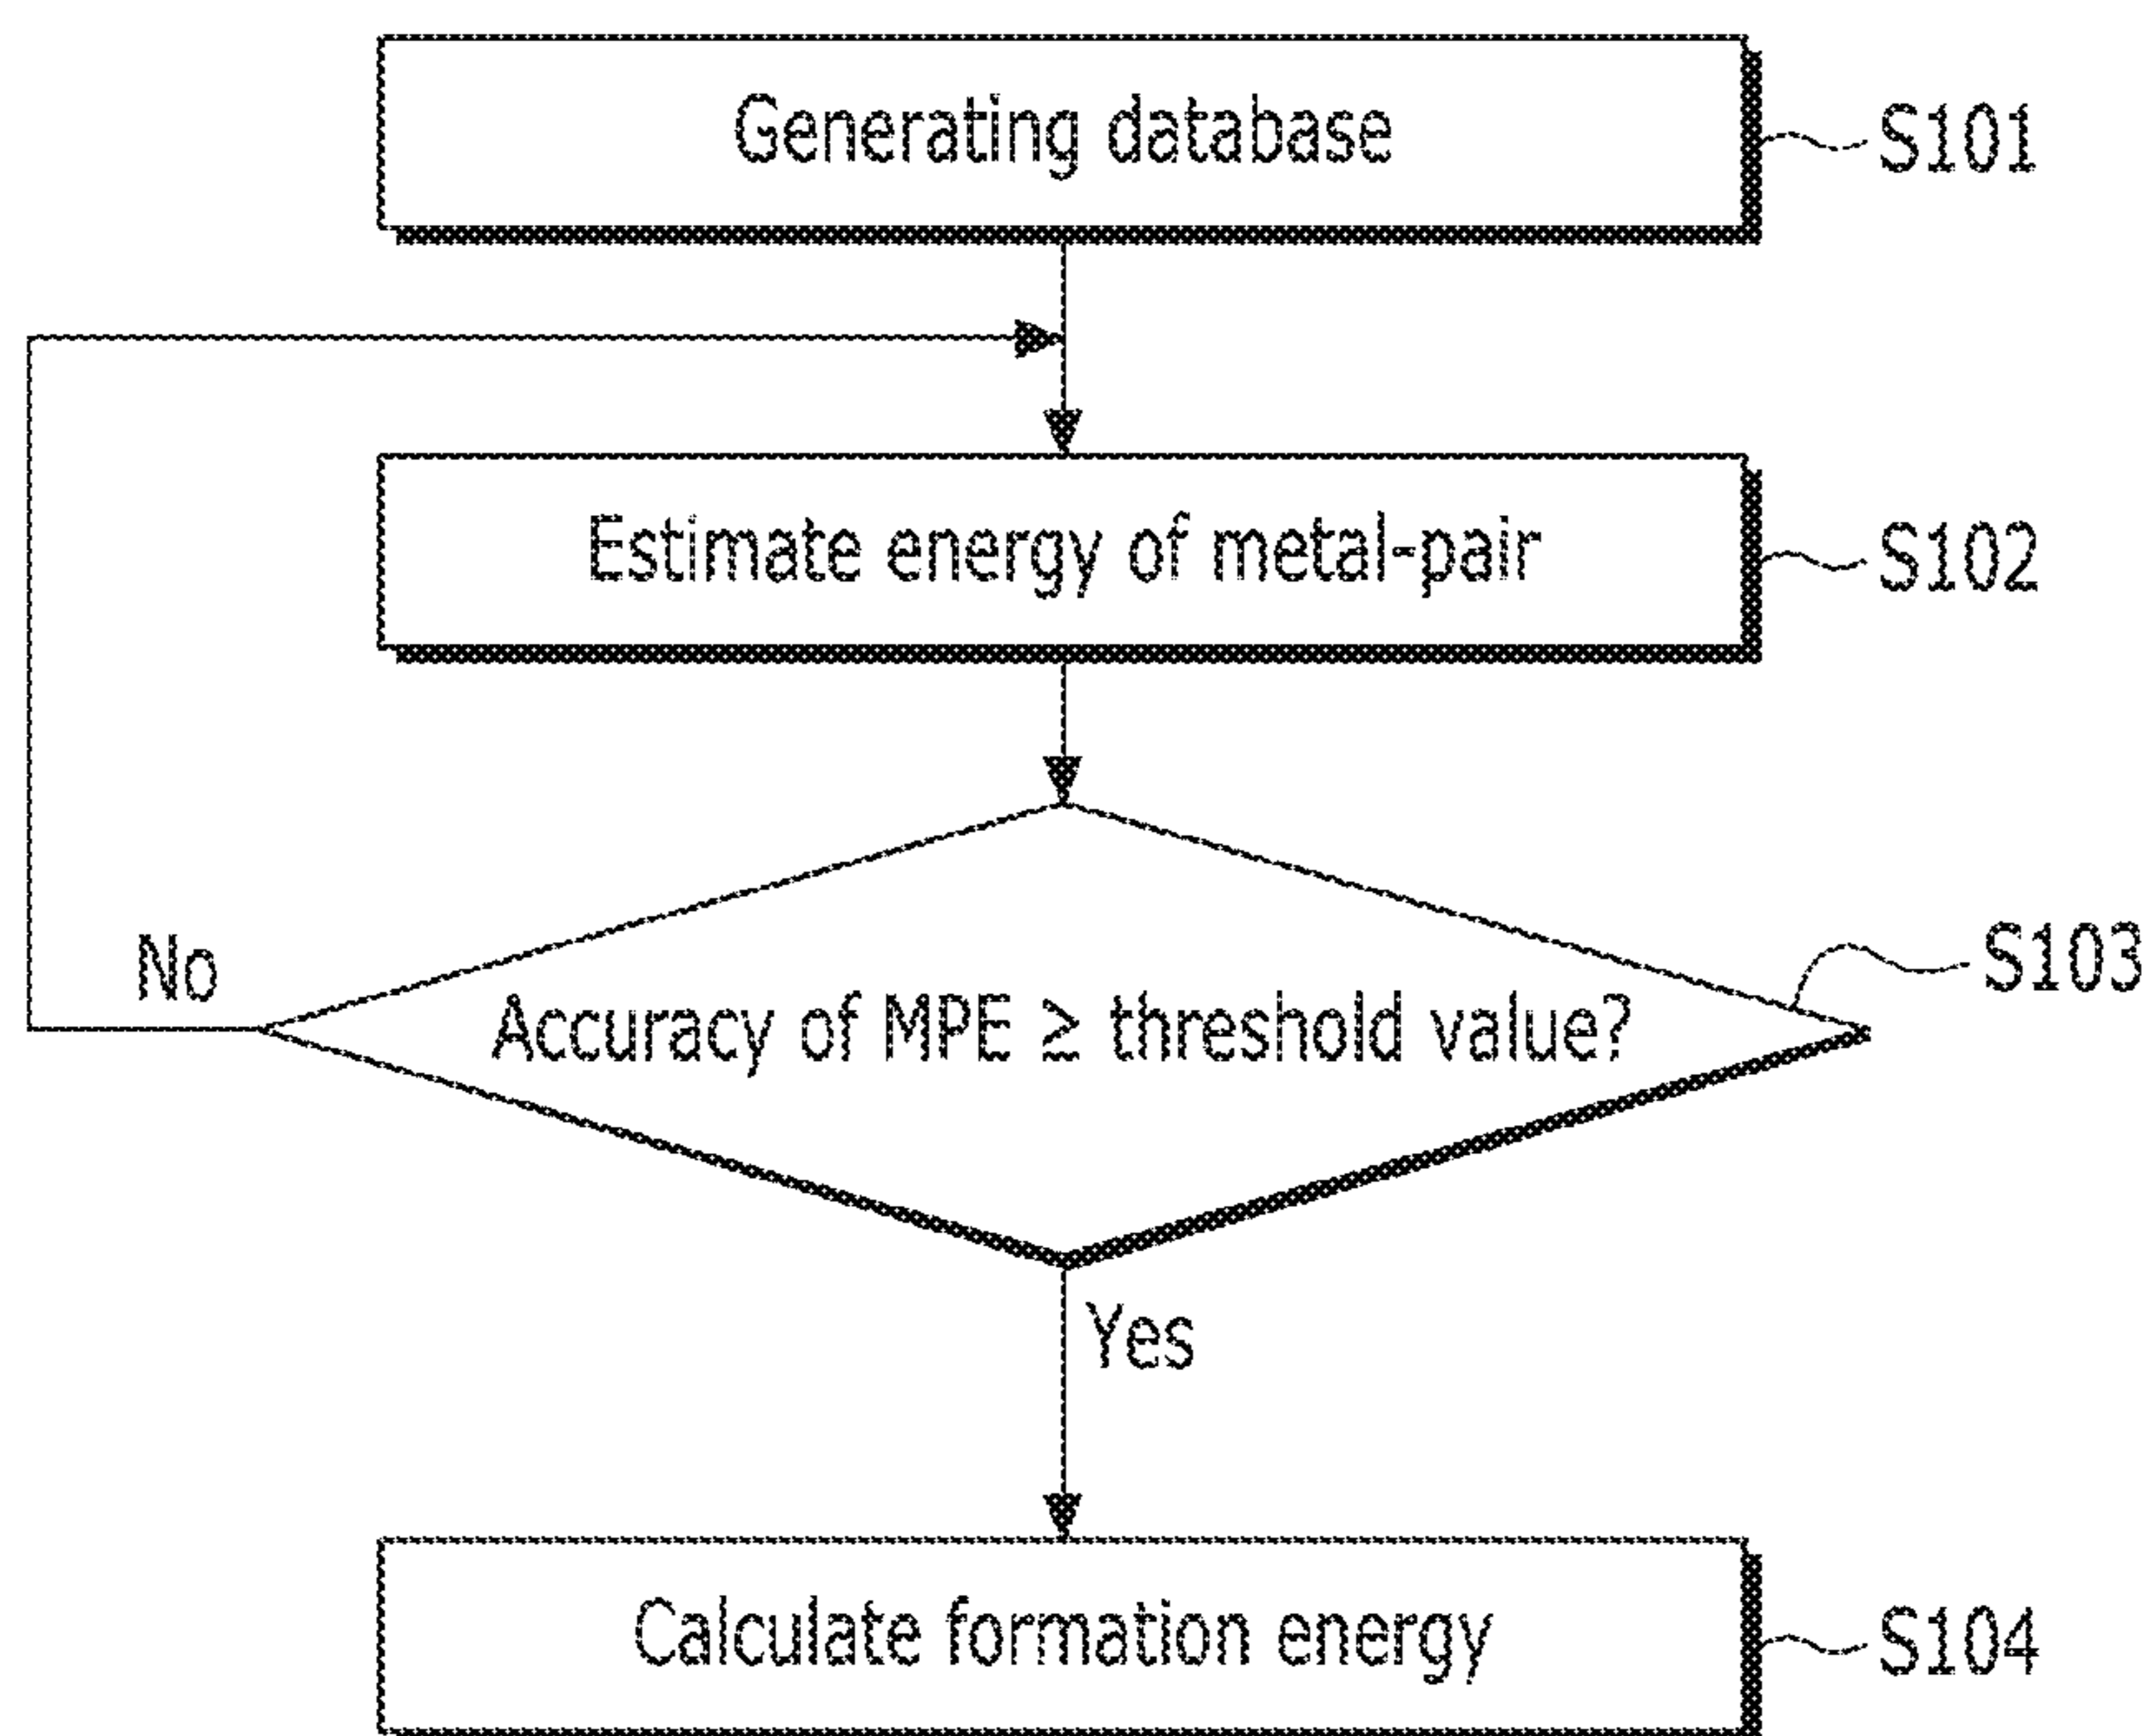 Generating database
S101
Estimate energy of metal-pair
S102
No
Accuracy of MPE ≥ threshold value?
S103
Yes
Calculate formation energy
S104